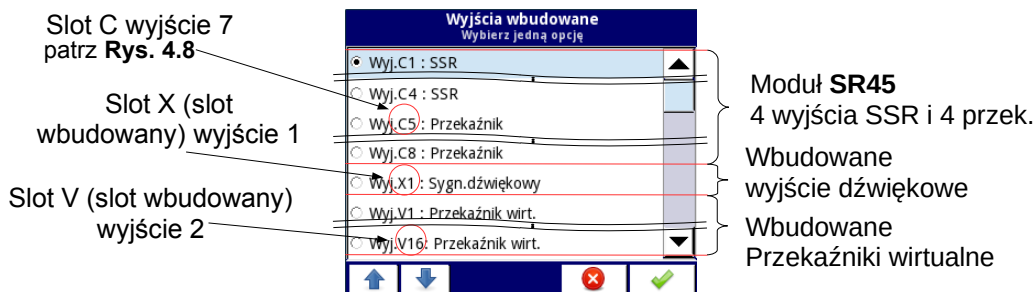 Slot C wyjście 7
patrz Rys. 4.8
Slot X (slot
wbudowany) wyjście 1
Slot V (slot wbudowany)
wyjście 2
Wyjścia wbudowane
Wybierz jedną opcję
Wyj.C1 : SSR
Wyj.C4 : SSR
Wyj.C5 : Przekaźnik
Wyj.C8 : Przekaźnik
Wyj.X1 : Sygn.dźwiękowy
Wyj.V1 : Przekaźnik wirt.
Wyj.V16: Przekaźnik wirt.
Moduł SR45
4 wyjścia SSR i 4 przek.
Wbudowane
wyjście dźwiękowe
Wbudowane
Przekaźniki wirtualne